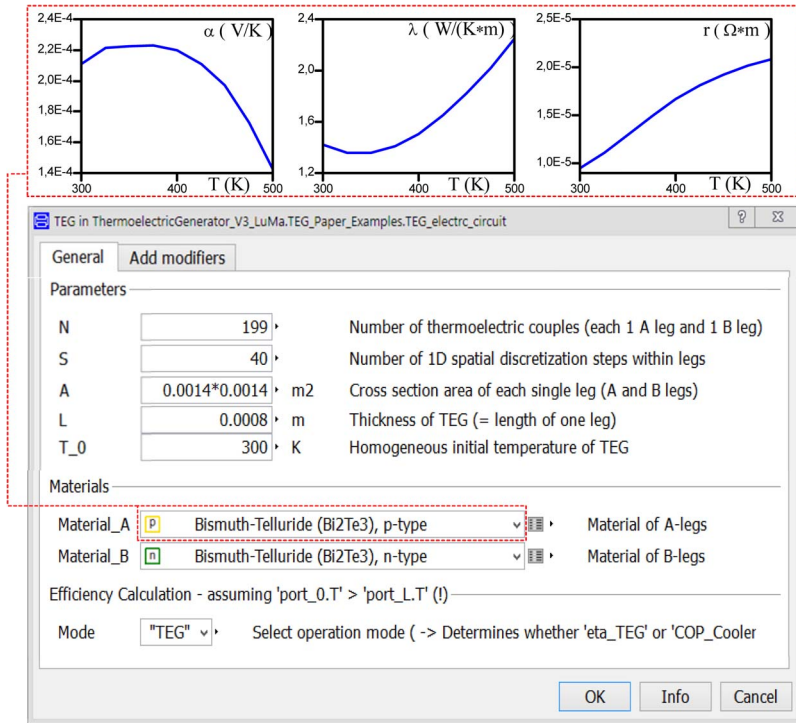 α (V/K)
2,4E-4
2,2E-4
2,0E-4
1,8E-4
1,6E-4
1,4E-4
300
400
T (K)
500
λ ( W/(K*m) )
2,4
2,0
1,6
1,2
300
400
T (K)
500
r ( Ω*m )
2,5E-5
2,0E-5
1,5E-5
1,0E-5
300
400
T (K)
500
TEG in ThermoelectricGenerator_V3_LuMa.TEG_Paper_Examples.TEG_electrc_circuit ? X
General Add modifiers
Parameters
N 199 Number of thermoelectric couples (each 1 A leg and 1 B leg)
S 40 Number of 1D spatial discretization steps within legs
A 0.0014*0.0014 m2 Cross section area of each single leg (A and B legs)
L 0.0008 m Thickness of TEG (= length of one leg)
T_0 300 K Homogeneous initial temperature of TEG
Materials
Material_A p Bismuth-Telluride (Bi2Te3), p-type Material of A-legs
Material_B n Bismuth-Telluride (Bi2Te3), n-type Material of B-legs
Efficiency Calculation - assuming 'port_0.T' > 'port_L.T' (!)
Mode "TEG" Select operation mode ( -> Determines whether 'eta_TEG' or 'COP_Cooler
OK Info Cancel